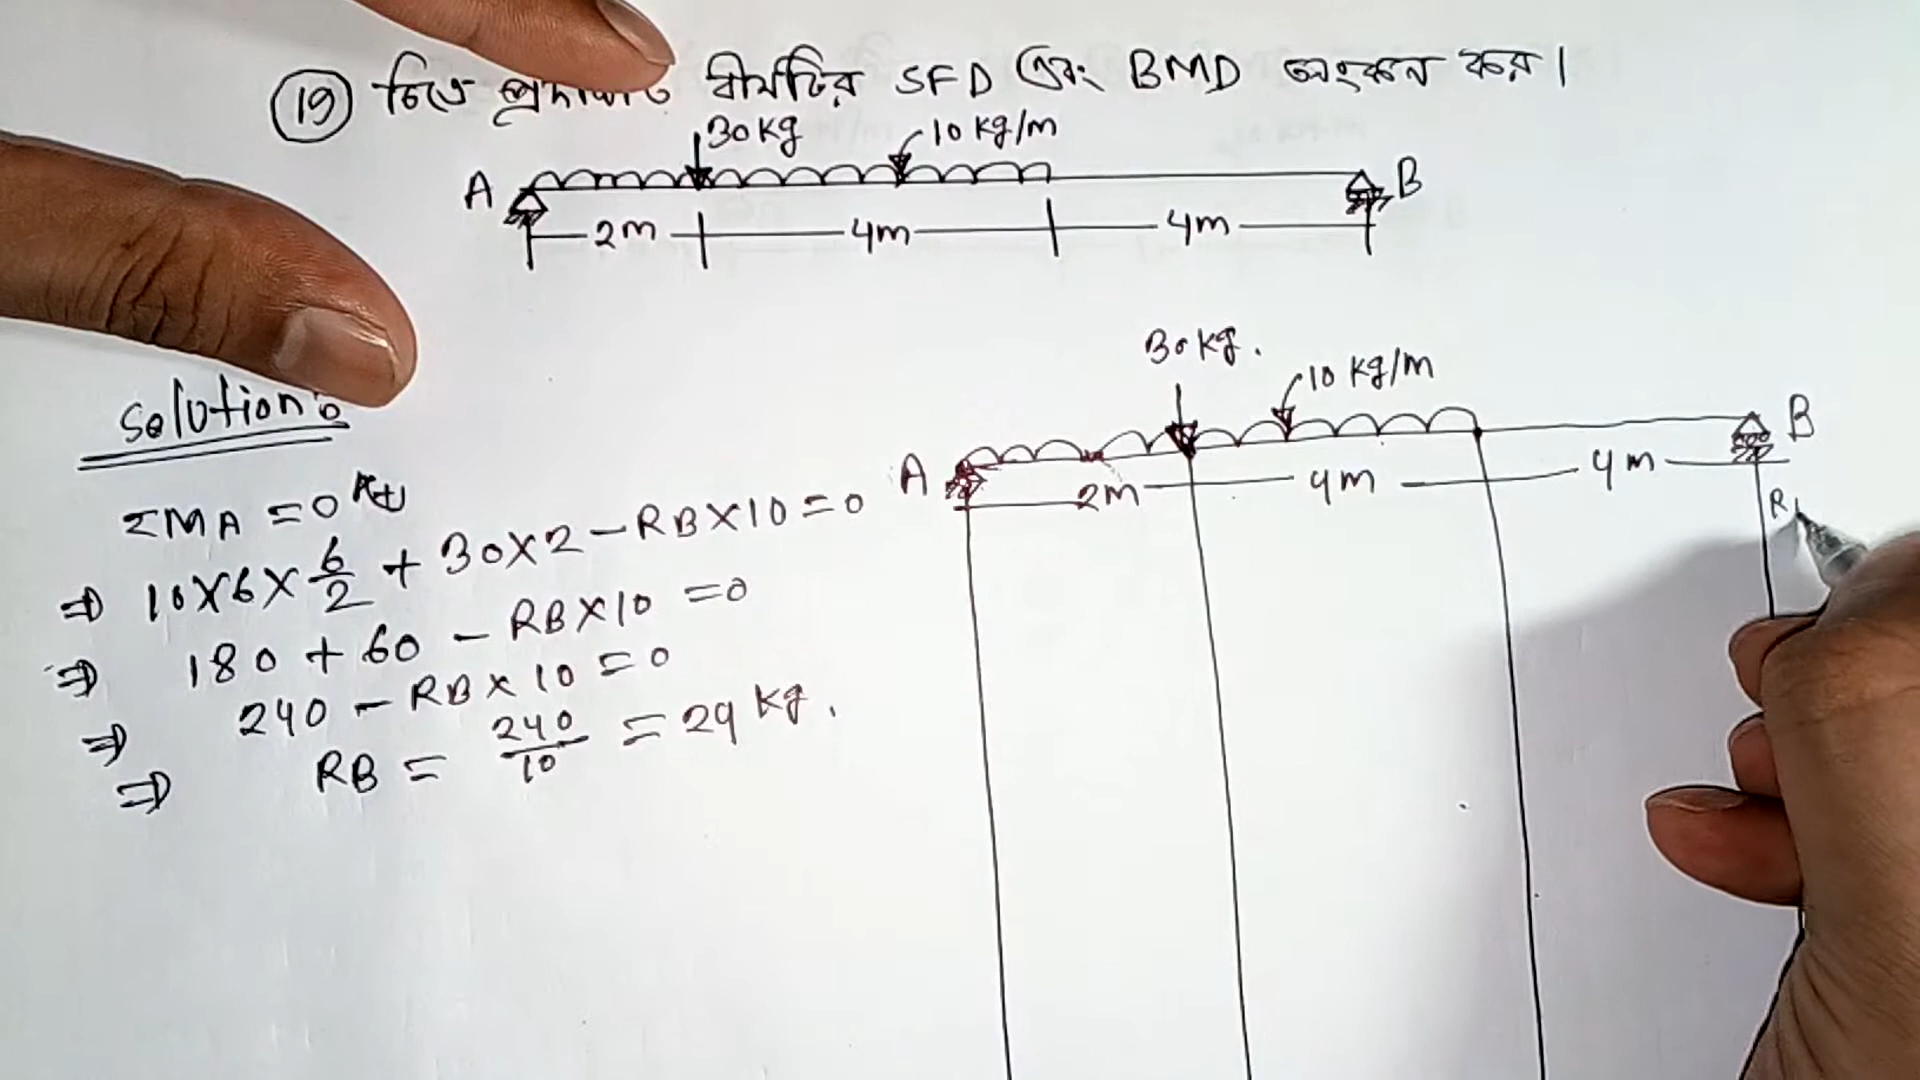 19 চিত্রে প্রদত্ত বীমটির SFD এবং BMD অংকন কর।
30 kg 10 kg/m
A B
2m 4m 4m
30 kg.
10 kg/m
A B
2m 4m 4m
R
Solution:
ΣMA = 0
⇒ 10×6×6/2 + 30×2 − RB×10 = 0
⇒ 180 + 60 − RB×10 = 0
⇒ 240 − RB×10 = 0
⇒ RB = 240/10 = 24 kg.